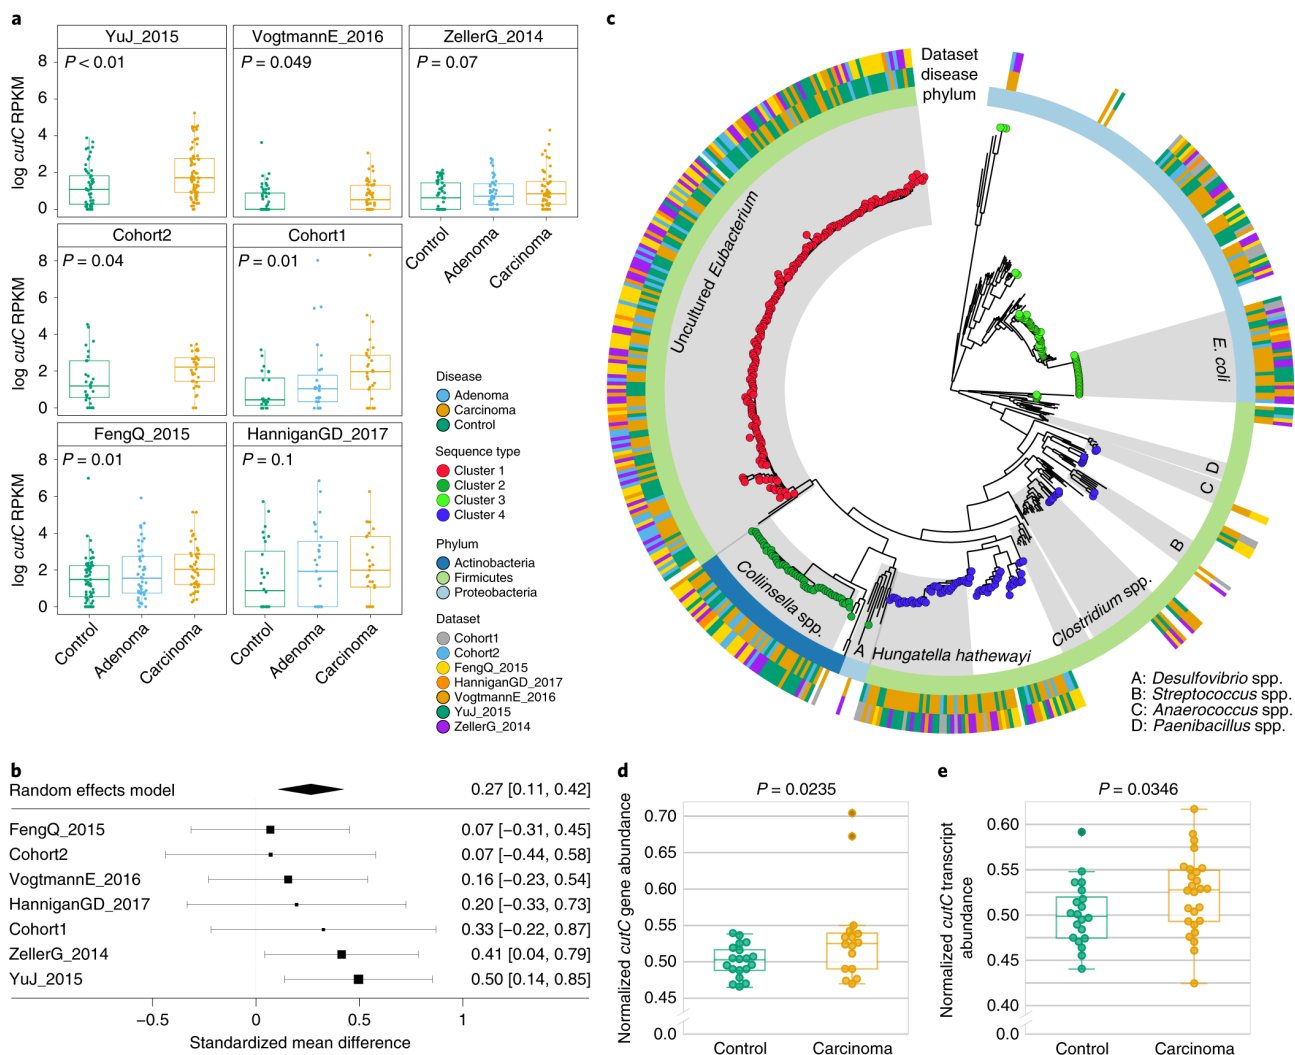 a
YuJ_2015
VogtmannE_2016
ZellerG_2014
P < 0.01
P = 0.049
P = 0.07
log cutC RPKM
8
6
4
2
0
Control
Adenoma
Carcinoma
Cohort2
Cohort1
P = 0.04
P = 0.01
log cutC RPKM
8
6
4
2
0
FengQ_2015
HanniganGD_2017
P = 0.01
P = 0.1
log cutC RPKM
8
6
4
2
0
Control
Adenoma
Carcinoma
Control
Adenoma
Carcinoma
Disease
Adenoma
Carcinoma
Control
Sequence type
Cluster 1
Cluster 2
Cluster 3
Cluster 4
Phylum
Actinobacteria
Firmicutes
Proteobacteria
Dataset
Cohort1
Cohort2
FengQ_2015
HanniganGD_2017
VogtmannE_2016
YuJ_2015
ZellerG_2014
c
Dataset
disease
phylum
Uncultured Eubacterium
E. coli
D
C
B
Clostridium spp.
Hungatella hathewayi
A
Collinsella spp.
A: Desulfovibrio spp.
B: Streptococcus spp.
C: Anaerococcus spp.
D: Paenibacillus spp.
b
Random effects model 0.27 [0.11, 0.42]
FengQ_2015 0.07 [−0.31, 0.45]
Cohort2 0.07 [−0.44, 0.58]
VogtmannE_2016 0.16 [−0.23, 0.54]
HanniganGD_2017 0.20 [−0.33, 0.73]
Cohort1 0.33 [−0.22, 0.87]
ZellerG_2014 0.41 [0.04, 0.79]
YuJ_2015 0.50 [0.14, 0.85]
−0.5 0 0.5 1
Standardized mean difference
d
P = 0.0235
Normalized cutC gene abundance
0.70
0.65
0.60
0.55
0.50
0.45
0.0
Control Carcinoma
e
P = 0.0346
Normalized cutC transcript
abundance
0.60
0.55
0.50
0.45
0.40
0.0
Control Carcinoma